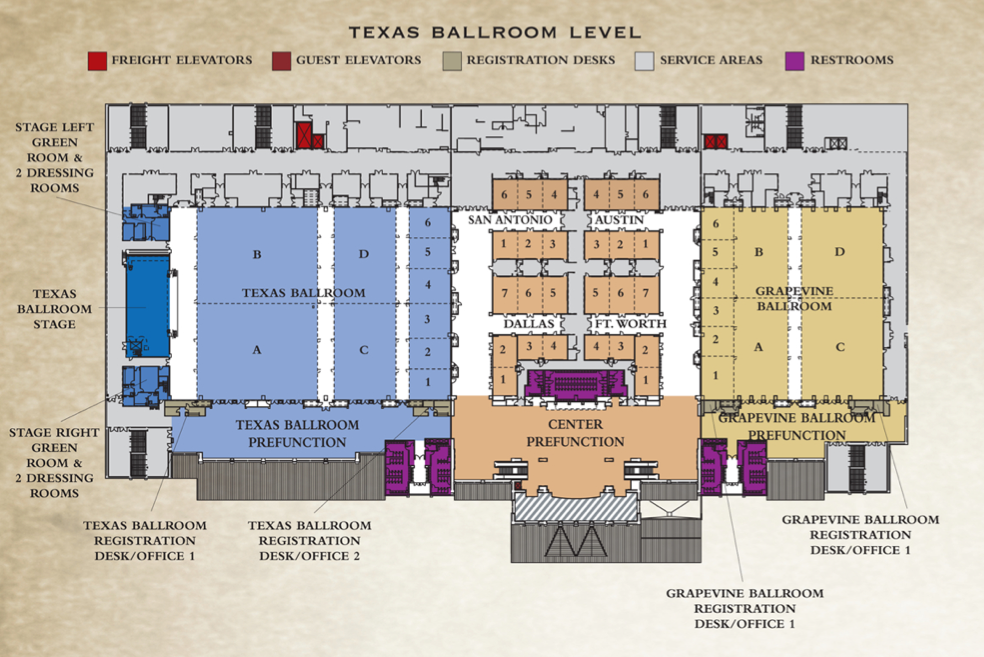 TEXAS BALLROOM LEVEL
FREIGHT ELEVATORS GUEST ELEVATORS REGISTRATION DESKS SERVICE AREAS RESTROOMS
STAGE LEFT
GREEN
ROOM &
2 DRESSING
ROOMS
TEXAS
BALLROOM
STAGE
STAGE RIGHT
GREEN
ROOM &
2 DRESSING
ROOMS
B
D
TEXAS BALLROOM
A
C
6
5
4
3
2
1
TEXAS BALLROOM
PREFUNCTION
6 5 4
SAN ANTONIO
1 2 3
4 5 6
AUSTIN
3 2 1
7 6 5
DALLAS
2 3 4
1
5 6 7
FT. WORTH
4 3 2
1
CENTER
PREFUNCTION
6
5
4
3
2
1
B
D
GRAPEVINE
BALLROOM
A
C
GRAPEVINE BALLROOM
PREFUNCTION
TEXAS BALLROOM
REGISTRATION
DESK/OFFICE 1
TEXAS BALLROOM
REGISTRATION
DESK/OFFICE 2
GRAPEVINE BALLROOM
REGISTRATION
DESK/OFFICE 1
GRAPEVINE BALLROOM
REGISTRATION
DESK/OFFICE 1